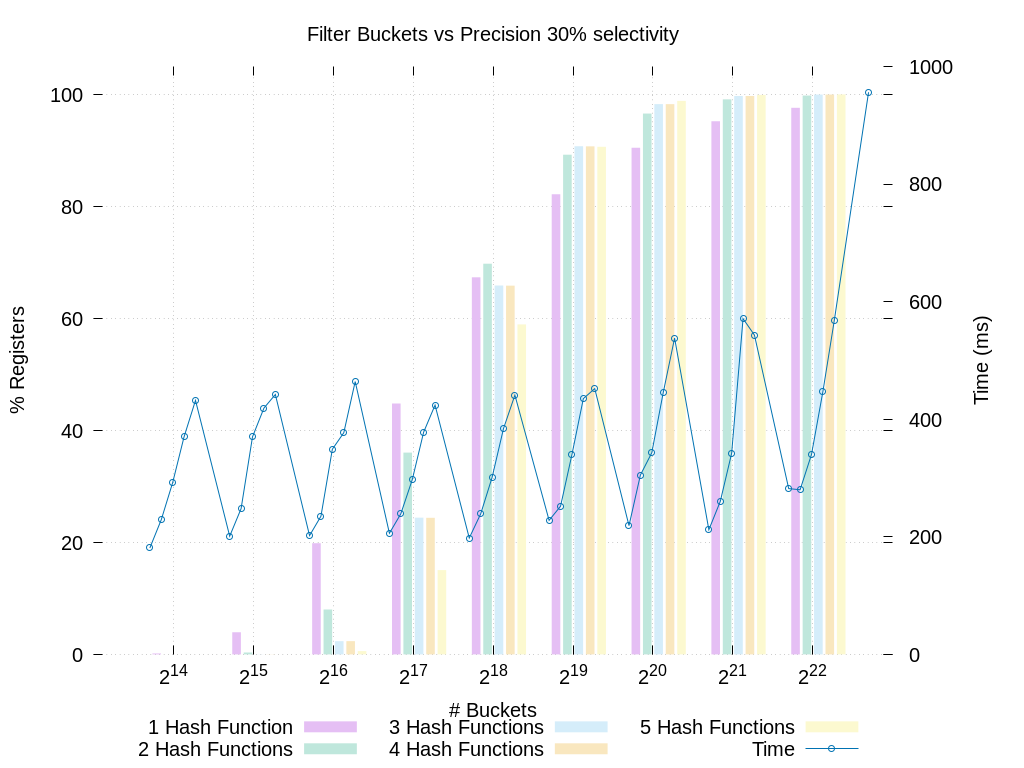 Filter Buckets vs Precision 30% selectivity
% Registers
100
80
60
40
20
0
1000
800
600
400
200
0
Time (ms)
2^14 2^15 2^16 2^17 2^18 2^19 2^20 2^21 2^22
# Buckets
1 Hash Function 3 Hash Functions 5 Hash Functions
2 Hash Functions 4 Hash Functions Time